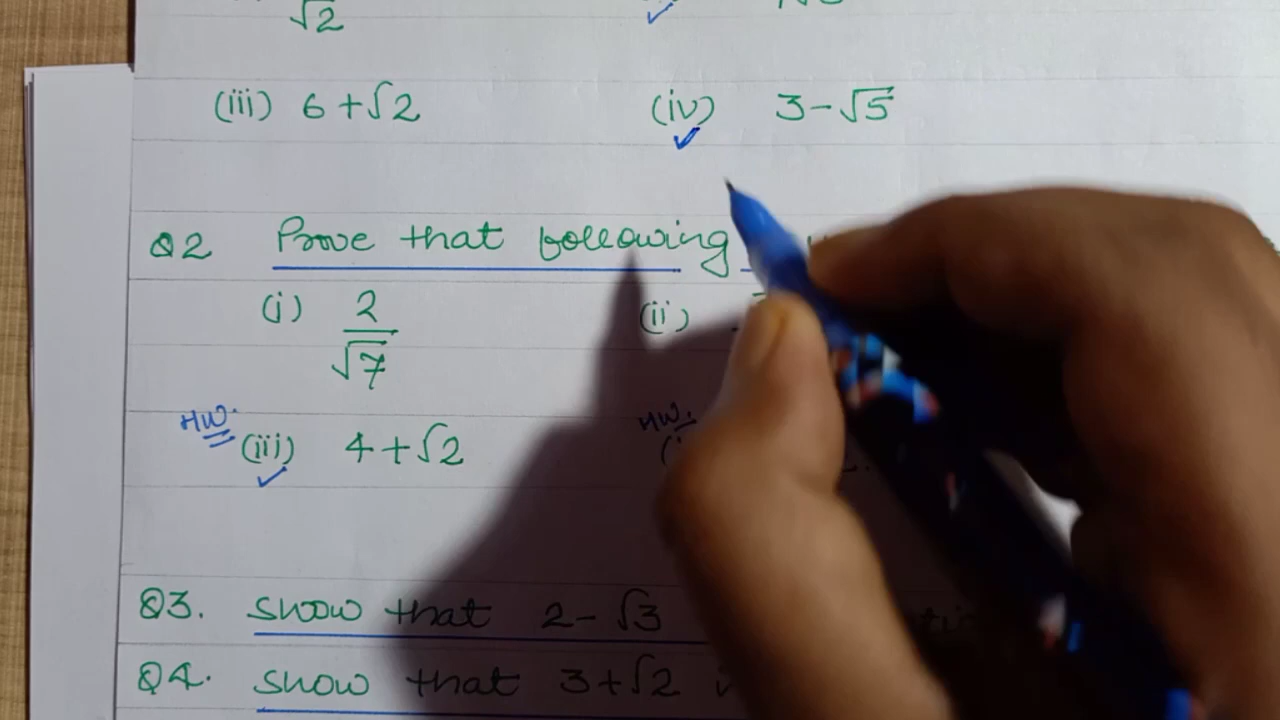 √2
(iii) 6+√2 (iv) 3-√5
Q2 Prove that following
(i) 2/√7 (ii)
HW. HW.
(iii) 4+√2
Q3. Show that 2-√3
Q4. Show that 3+√2